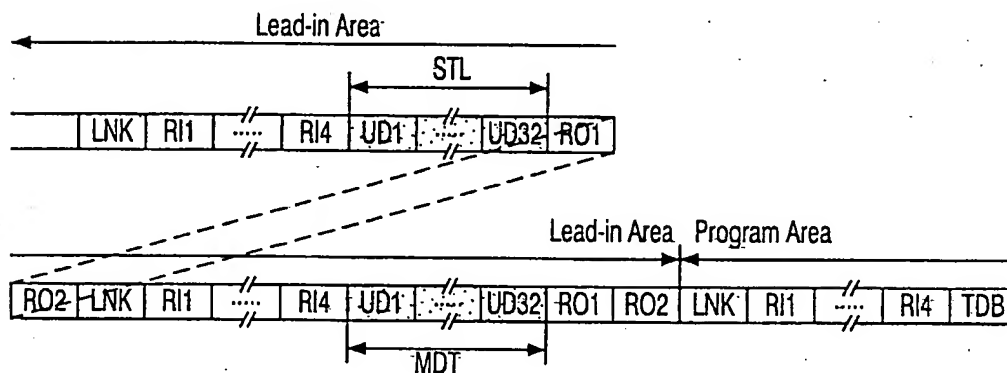 Lead-in Area
STL
LNK RI1 ..... RI4 UD1 ..... UD32 RO1
Lead-in Area Program Area
RO2 LNK RI1 ..... RI4 UD1 ..... UD32 RO1 RO2 LNK RI1 ..... RI4 TDB
MDT